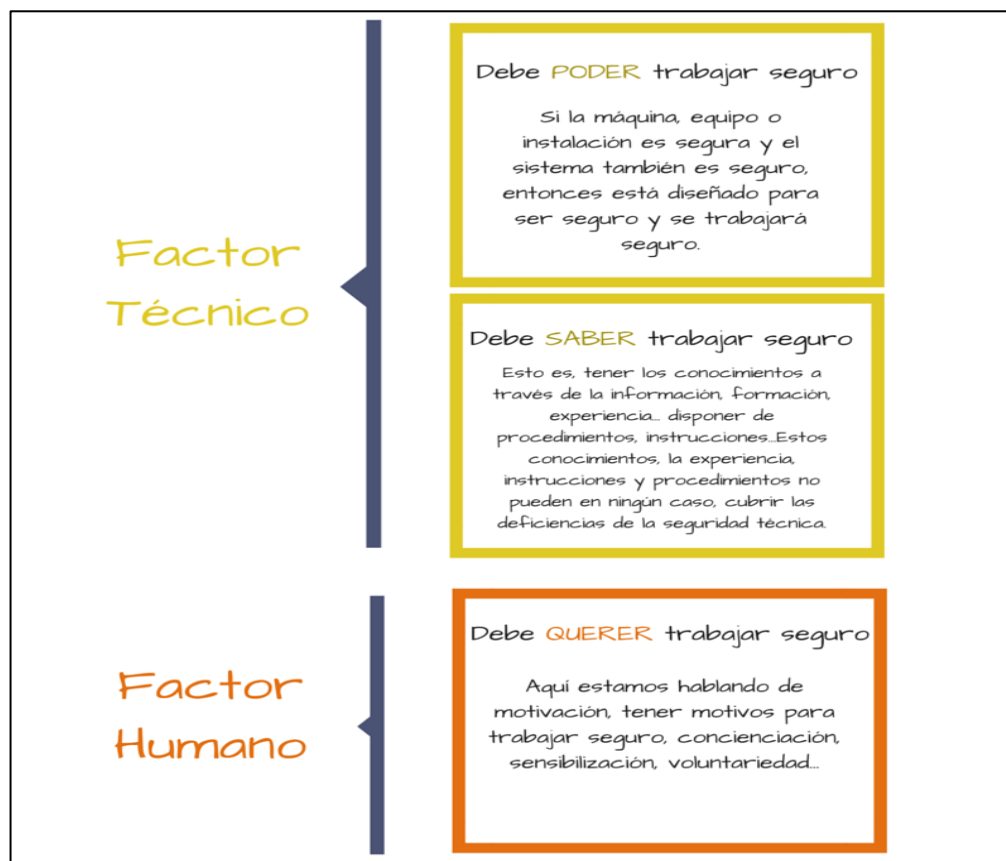 Factor
Técnico
Debe PODER trabajar seguro
Si la máquina, equipo o
instalación es segura y el
sistema también es seguro,
entonces está diseñado para
ser seguro y se trabajará
seguro.
Debe SABER trabajar seguro
Esto es, tener los conocimientos a
través de la información, formación,
experiencia... disponer de
procedimientos, instrucciones...Estos
conocimientos, la experiencia,
instrucciones y procedimientos no
pueden en ningún caso, cubrir las
deficiencias de la seguridad técnica.
Factor
Humano
Debe QUERER trabajar seguro
Aquí estamos hablando de
motivación, tener motivos para
trabajar seguro, concienciación,
sensibilización, voluntariedad...